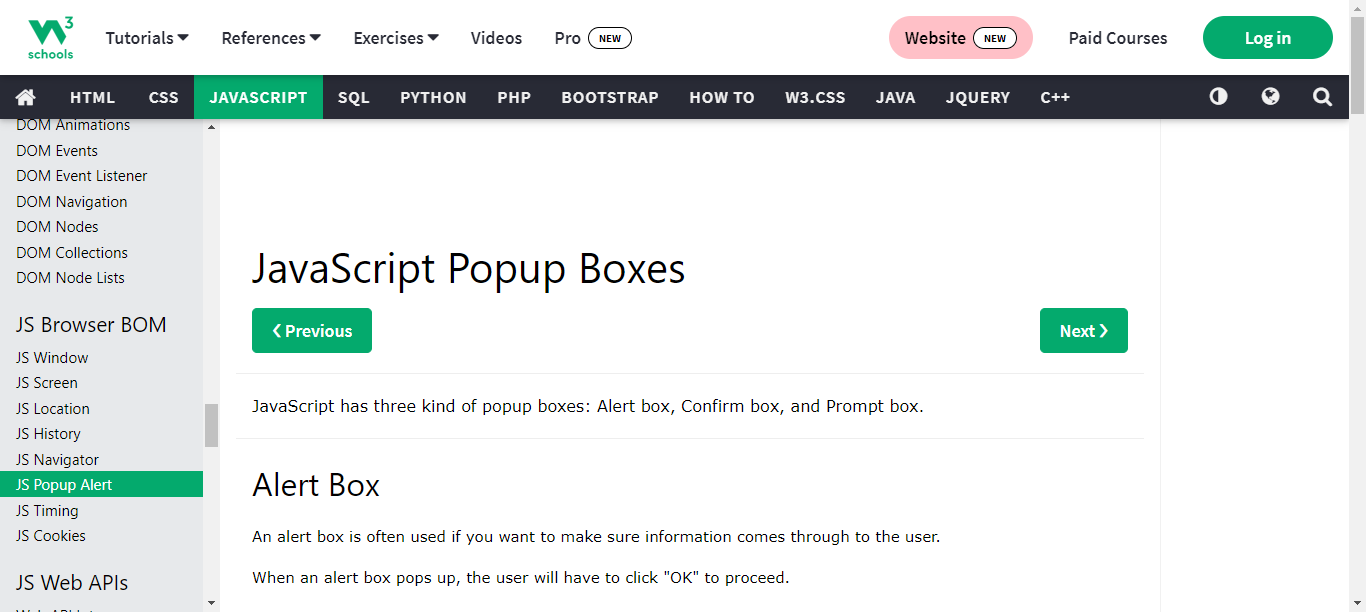 W3 schools
Tutorials References Exercises Videos Pro NEW Website NEW Paid Courses Log in
HTML CSS JAVASCRIPT SQL PYTHON PHP BOOTSTRAP HOW TO W3.CSS JAVA JQUERY C++
DOM Animations
DOM Events
DOM Event Listener
DOM Navigation
DOM Nodes
DOM Collections
DOM Node Lists
JS Browser BOM
JS Window
JS Screen
JS Location
JS History
JS Navigator
JS Popup Alert
JS Timing
JS Cookies
JS Web APIs
JavaScript Popup Boxes
❮ Previous Next ❯
JavaScript has three kind of popup boxes: Alert box, Confirm box, and Prompt box.
Alert Box
An alert box is often used if you want to make sure information comes through to the user.
When an alert box pops up, the user will have to click "OK" to proceed.